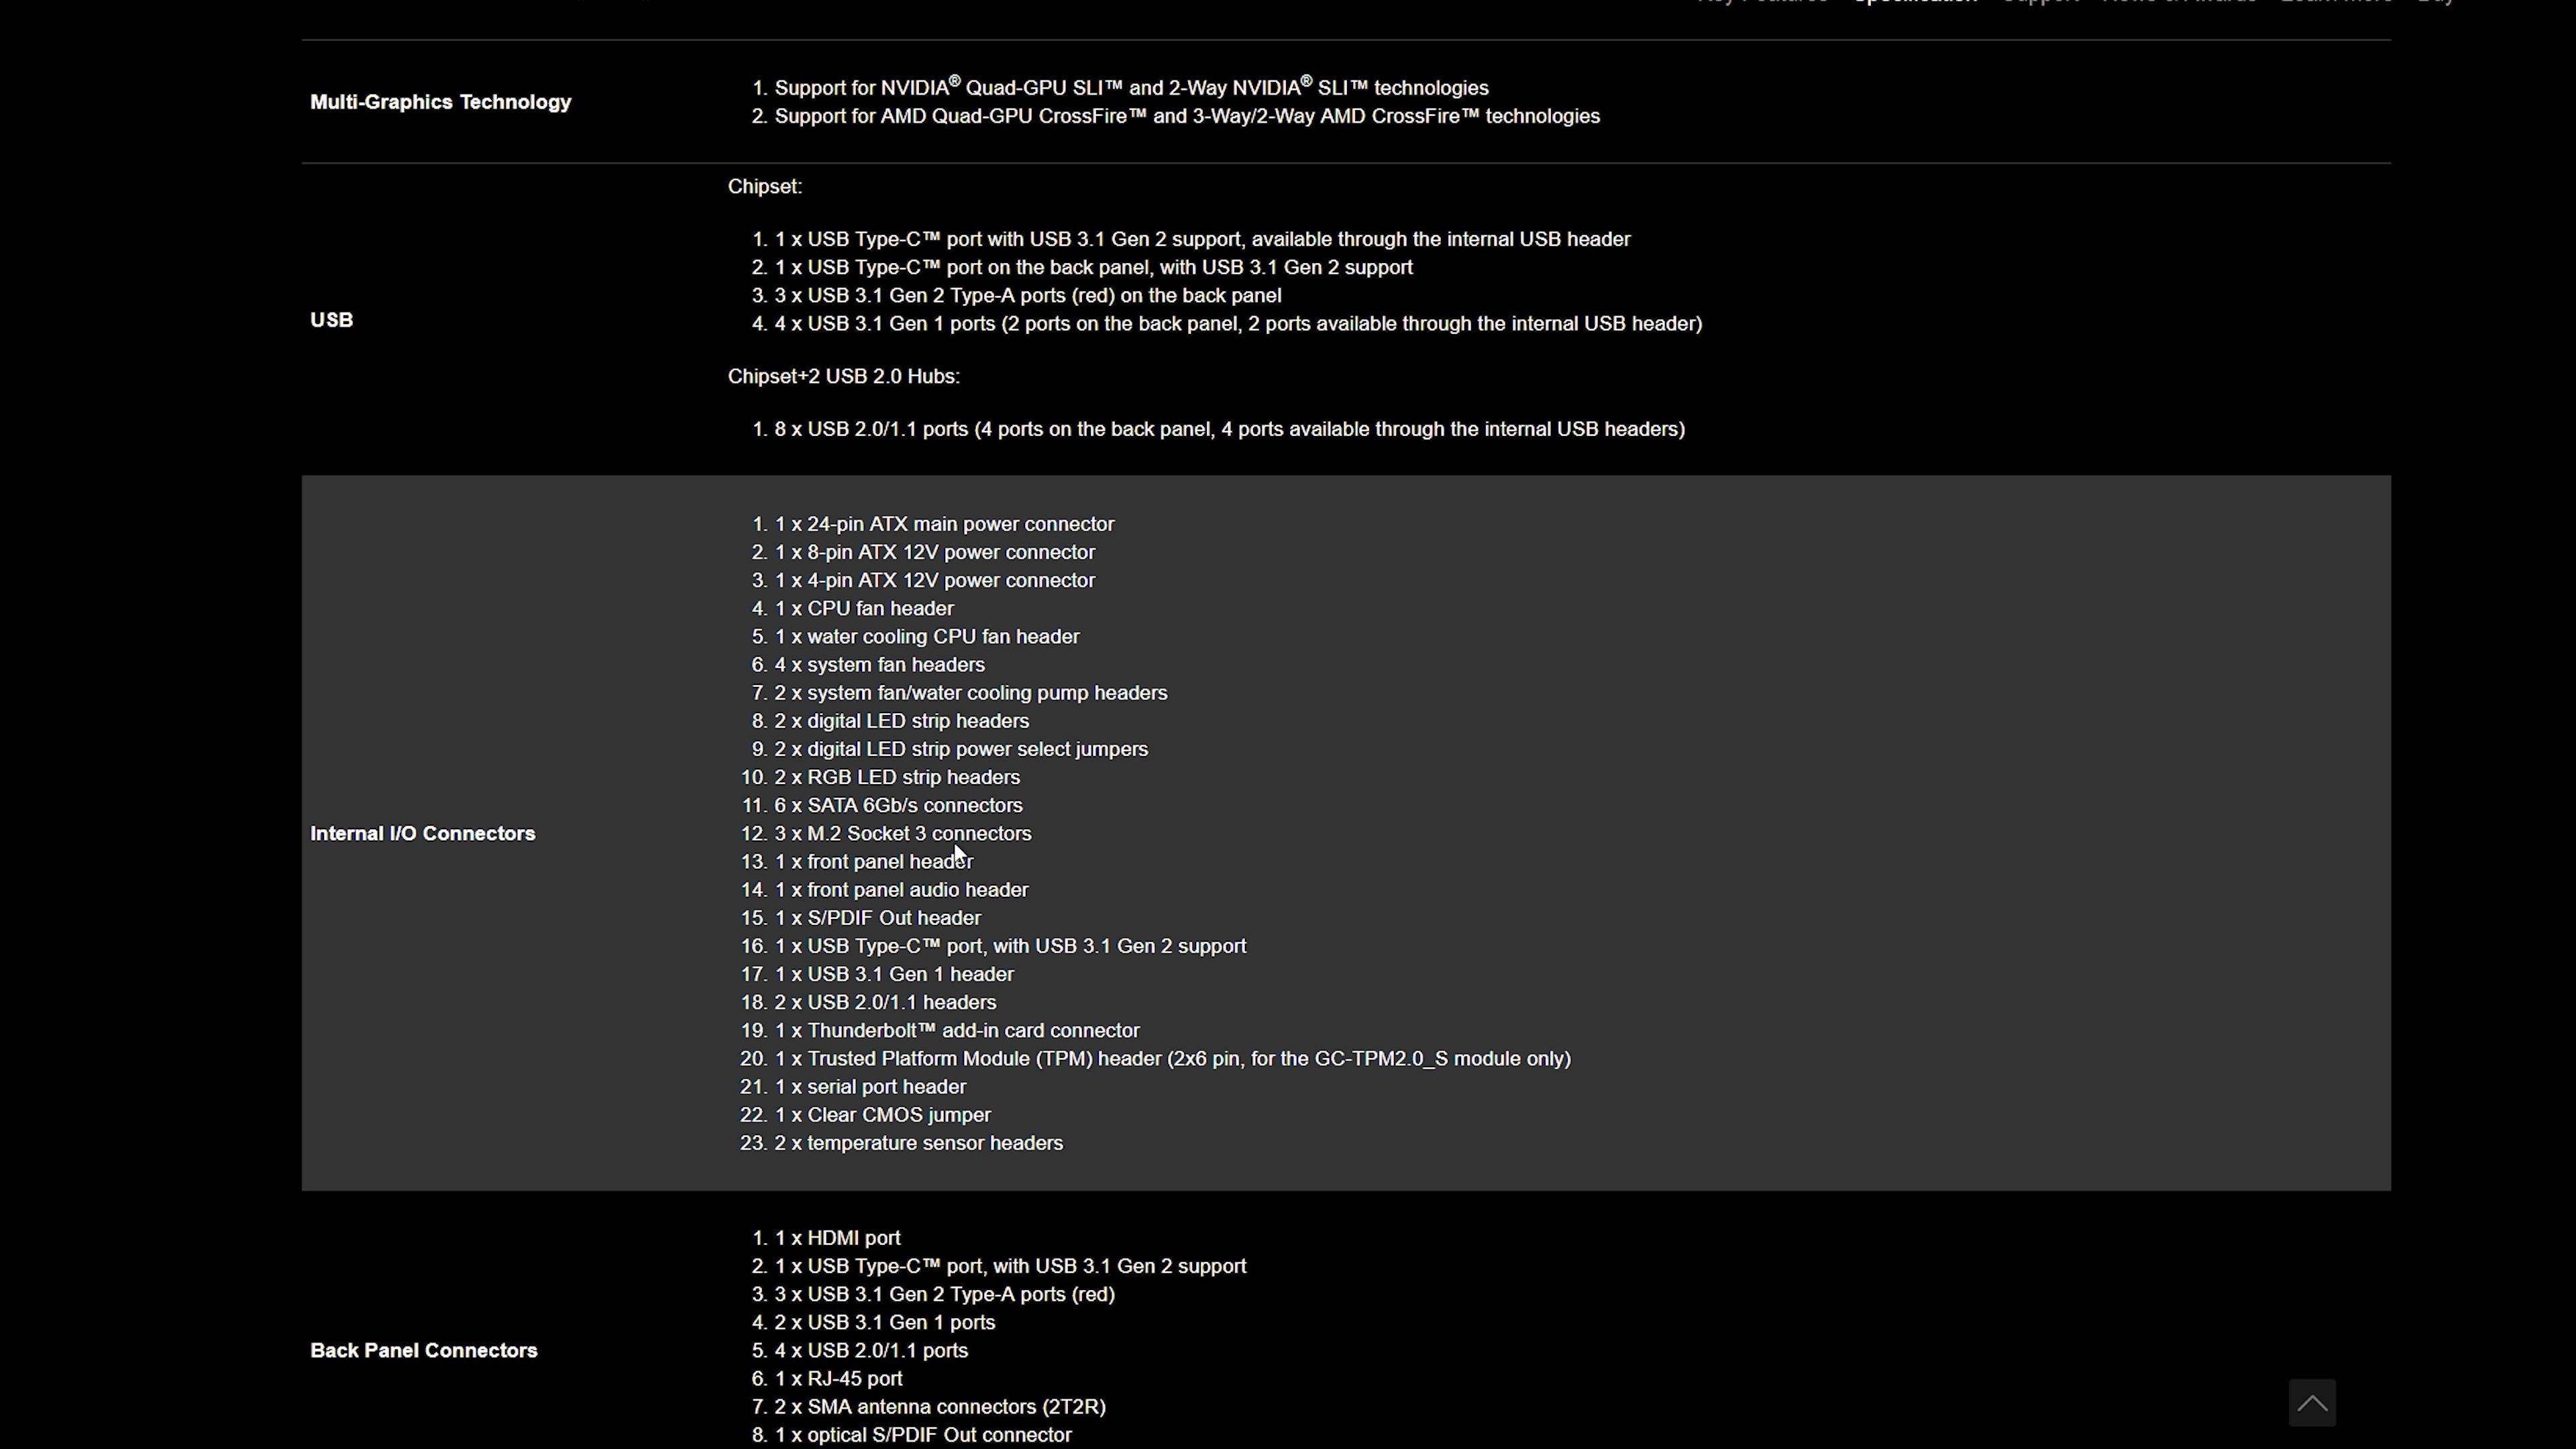 Specification
Multi-Graphics Technology
1. Support for NVIDIA® Quad-GPU SLI™ and 2-Way NVIDIA® SLI™ technologies
2. Support for AMD Quad-GPU CrossFire™ and 3-Way/2-Way AMD CrossFire™ technologies
USB
Chipset:
1. 1 x USB Type-C™ port with USB 3.1 Gen 2 support, available through the internal USB header
2. 1 x USB Type-C™ port on the back panel, with USB 3.1 Gen 2 support
3. 3 x USB 3.1 Gen 2 Type-A ports (red) on the back panel
4. 4 x USB 3.1 Gen 1 ports (2 ports on the back panel, 2 ports available through the internal USB header)
Chipset+2 USB 2.0 Hubs:
1. 8 x USB 2.0/1.1 ports (4 ports on the back panel, 4 ports available through the internal USB headers)
Internal I/O Connectors
1. 1 x 24-pin ATX main power connector
2. 1 x 8-pin ATX 12V power connector
3. 1 x 4-pin ATX 12V power connector
4. 1 x CPU fan header
5. 1 x water cooling CPU fan header
6. 4 x system fan headers
7. 2 x system fan/water cooling pump headers
8. 2 x digital LED strip headers
9. 2 x digital LED strip power select jumpers
10. 2 x RGB LED strip headers
11. 6 x SATA 6Gb/s connectors
12. 3 x M.2 Socket 3 connectors
13. 1 x front panel header
14. 1 x front panel audio header
15. 1 x S/PDIF Out header
16. 1 x USB Type-C™ port, with USB 3.1 Gen 2 support
17. 1 x USB 3.1 Gen 1 header
18. 2 x USB 2.0/1.1 headers
19. 1 x Thunderbolt™ add-in card connector
20. 1 x Trusted Platform Module (TPM) header (2x6 pin, for the GC-TPM2.0_S module only)
21. 1 x serial port header
22. 1 x Clear CMOS jumper
23. 2 x temperature sensor headers
Back Panel Connectors
1. 1 x HDMI port
2. 1 x USB Type-C™ port, with USB 3.1 Gen 2 support
3. 3 x USB 3.1 Gen 2 Type-A ports (red)
4. 2 x USB 3.1 Gen 1 ports
5. 4 x USB 2.0/1.1 ports
6. 1 x RJ-45 port
7. 2 x SMA antenna connectors (2T2R)
8. 1 x optical S/PDIF Out connector